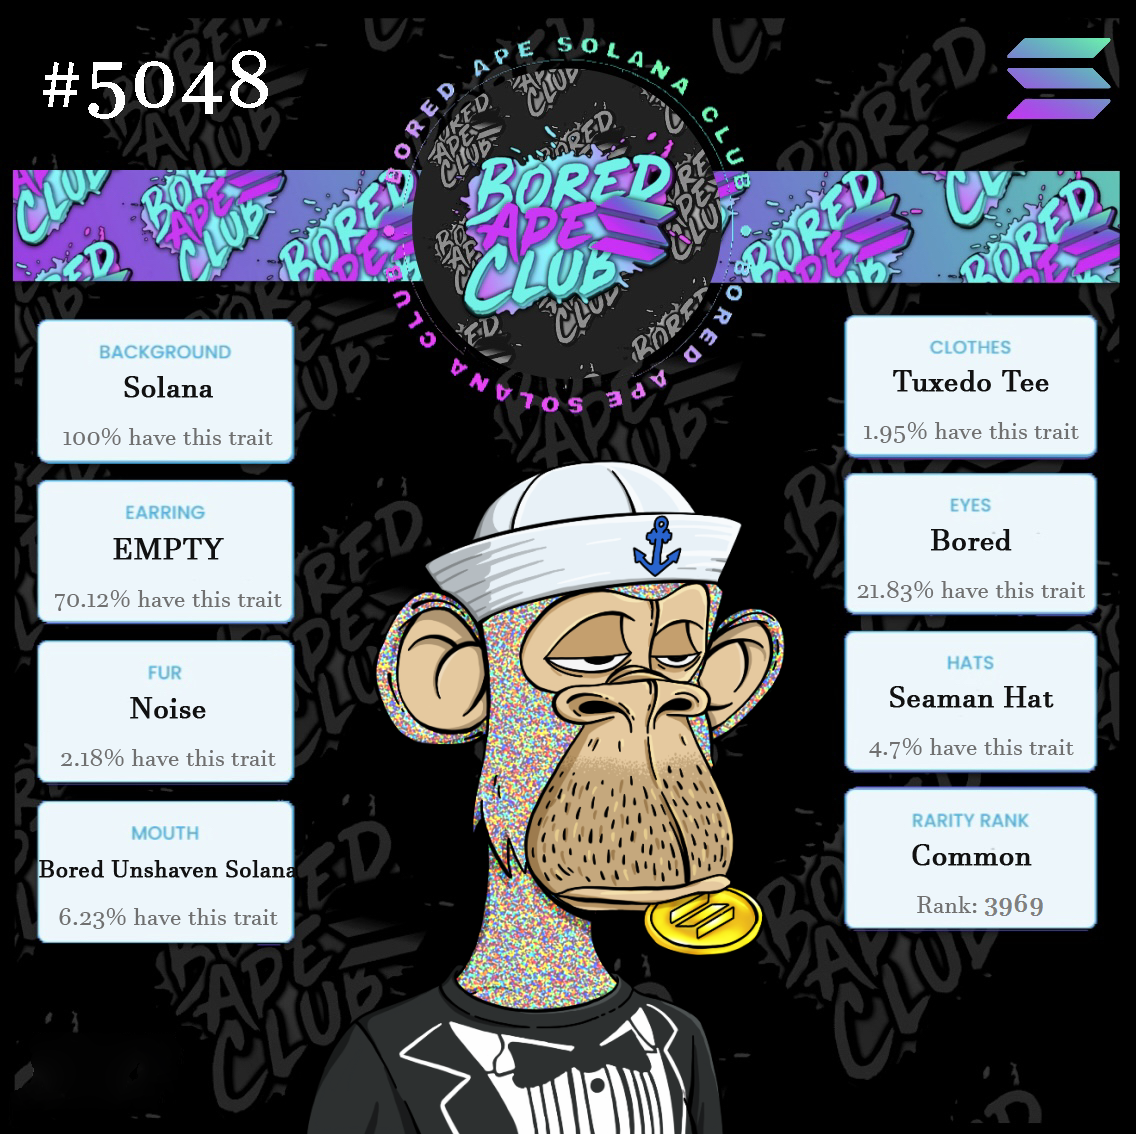 #5048
BORED APE SOLANA CLUB
BORED
APE
CLUB
BORED APE SOLANA CLUB
BACKGROUND
Solana
100% have this trait
EARRING
EMPTY
70.12% have this trait
FUR
Noise
2.18% have this trait
MOUTH
Bored Unshaven Solana
6.23% have this trait
CLOTHES
Tuxedo Tee
1.95% have this trait
EYES
Bored
21.83% have this trait
HATS
Seaman Hat
4.7% have this trait
RARITY RANK
Common
Rank: 3969